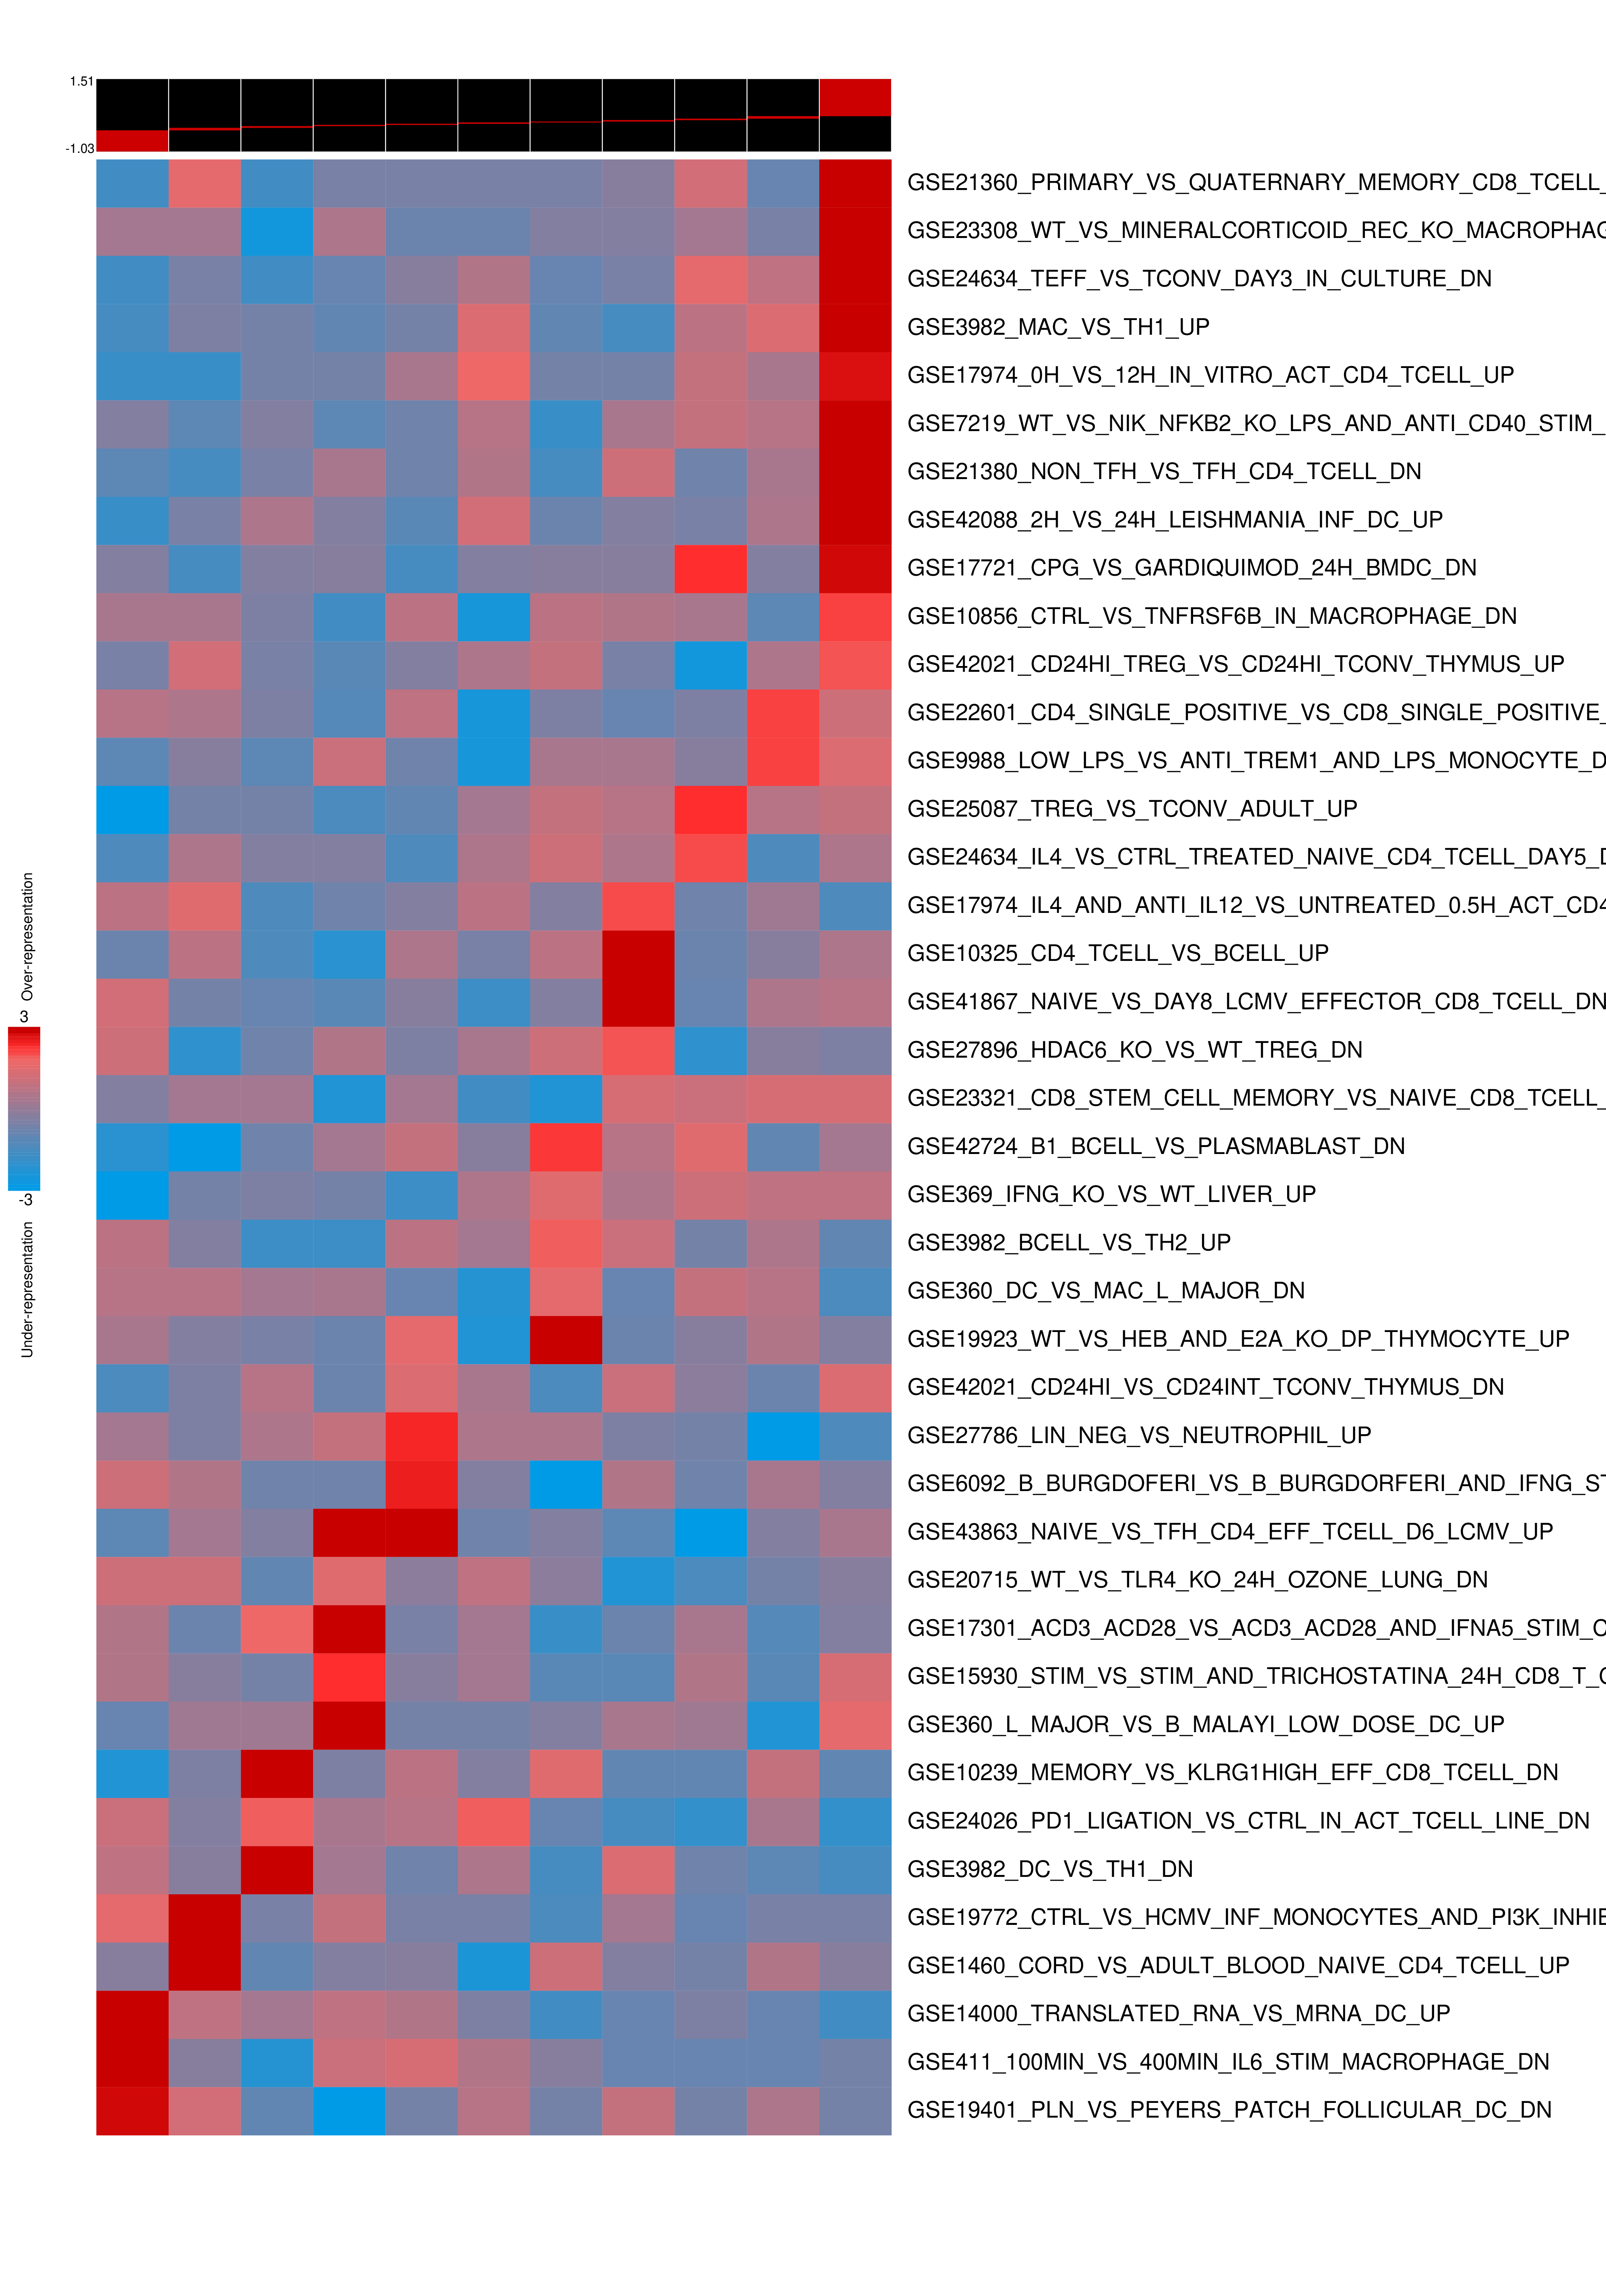 1.51
-1.03
GSE21360_PRIMARY_VS_QUATERNARY_MEMORY_CD8_TCELL_
GSE23308_WT_VS_MINERALCORTICOID_REC_KO_MACROPHAG
GSE24634_TEFF_VS_TCONV_DAY3_IN_CULTURE_DN
GSE3982_MAC_VS_TH1_UP
GSE17974_0H_VS_12H_IN_VITRO_ACT_CD4_TCELL_UP
GSE7219_WT_VS_NIK_NFKB2_KO_LPS_AND_ANTI_CD40_STIM_
GSE21380_NON_TFH_VS_TFH_CD4_TCELL_DN
GSE42088_2H_VS_24H_LEISHMANIA_INF_DC_UP
GSE17721_CPG_VS_GARDIQUIMOD_24H_BMDC_DN
GSE10856_CTRL_VS_TNFRSF6B_IN_MACROPHAGE_DN
GSE42021_CD24HI_TREG_VS_CD24HI_TCONV_THYMUS_UP
GSE22601_CD4_SINGLE_POSITIVE_VS_CD8_SINGLE_POSITIVE_
GSE9988_LOW_LPS_VS_ANTI_TREM1_AND_LPS_MONOCYTE_D
GSE25087_TREG_VS_TCONV_ADULT_UP
GSE24634_IL4_VS_CTRL_TREATED_NAIVE_CD4_TCELL_DAY5_D
GSE17974_IL4_AND_ANTI_IL12_VS_UNTREATED_0.5H_ACT_CD4
GSE10325_CD4_TCELL_VS_BCELL_UP
GSE41867_NAIVE_VS_DAY8_LCMV_EFFECTOR_CD8_TCELL_DN
GSE27896_HDAC6_KO_VS_WT_TREG_DN
GSE23321_CD8_STEM_CELL_MEMORY_VS_NAIVE_CD8_TCELL_
GSE42724_B1_BCELL_VS_PLASMABLAST_DN
GSE369_IFNG_KO_VS_WT_LIVER_UP
GSE3982_BCELL_VS_TH2_UP
GSE360_DC_VS_MAC_L_MAJOR_DN
GSE19923_WT_VS_HEB_AND_E2A_KO_DP_THYMOCYTE_UP
GSE42021_CD24HI_VS_CD24INT_TCONV_THYMUS_DN
GSE27786_LIN_NEG_VS_NEUTROPHIL_UP
GSE6092_B_BURGDOFERI_VS_B_BURGDORFERI_AND_IFNG_ST
GSE43863_NAIVE_VS_TFH_CD4_EFF_TCELL_D6_LCMV_UP
GSE20715_WT_VS_TLR4_KO_24H_OZONE_LUNG_DN
GSE17301_ACD3_ACD28_VS_ACD3_ACD28_AND_IFNA5_STIM_C
GSE15930_STIM_VS_STIM_AND_TRICHOSTATINA_24H_CD8_T_C
GSE360_L_MAJOR_VS_B_MALAYI_LOW_DOSE_DC_UP
GSE10239_MEMORY_VS_KLRG1HIGH_EFF_CD8_TCELL_DN
GSE24026_PD1_LIGATION_VS_CTRL_IN_ACT_TCELL_LINE_DN
GSE3982_DC_VS_TH1_DN
GSE19772_CTRL_VS_HCMV_INF_MONOCYTES_AND_PI3K_INHIB
GSE1460_CORD_VS_ADULT_BLOOD_NAIVE_CD4_TCELL_UP
GSE14000_TRANSLATED_RNA_VS_MRNA_DC_UP
GSE411_100MIN_VS_400MIN_IL6_STIM_MACROPHAGE_DN
GSE19401_PLN_VS_PEYERS_PATCH_FOLLICULAR_DC_DN
Over-representation
3
-3
Under-representation